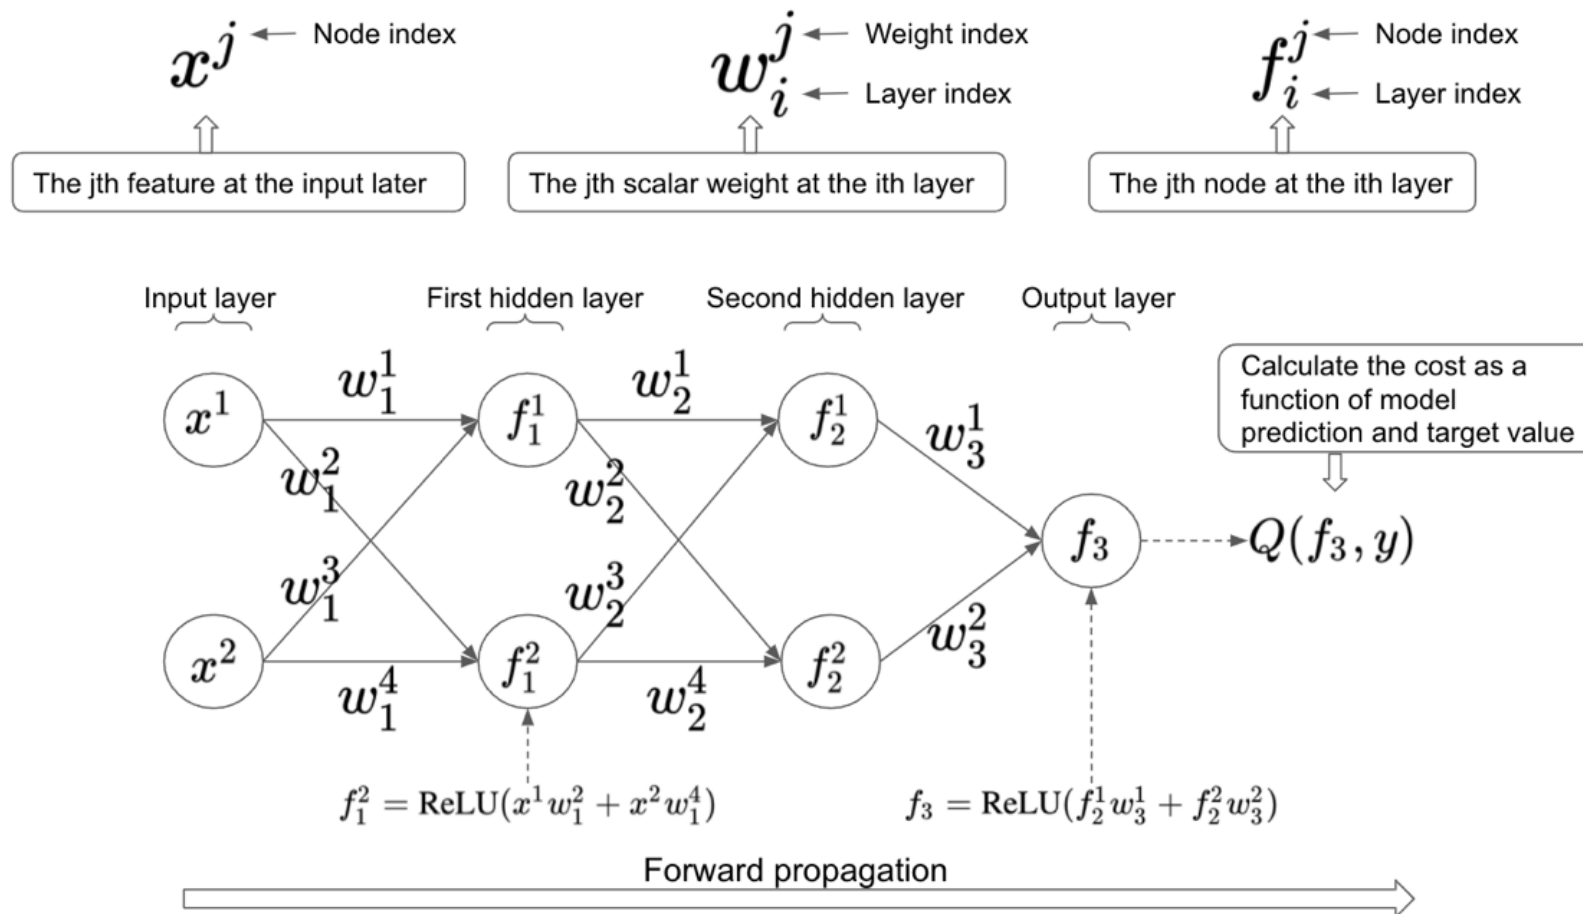 x^j ← Node index
w_i^j ← Weight index
← Layer index
f_i^j ← Node index
← Layer index
The jth feature at the input later
The jth scalar weight at the ith layer
The jth node at the ith layer
Input layer
First hidden layer
Second hidden layer
Output layer
Calculate the cost as a
function of model
prediction and target value
x^1
w_1^1
f_1^1
w_2^1
f_2^1
w_3^1
w_1^2
w_2^2
f_3
Q(f_3, y)
w_1^3
w_2^3
x^2
w_1^4
f_1^2
w_2^4
f_2^2
w_3^2
f_1^2 = ReLU(x^1 w_1^2 + x^2 w_1^4)
f_3 = ReLU(f_2^1 w_3^1 + f_2^2 w_3^2)
Forward propagation